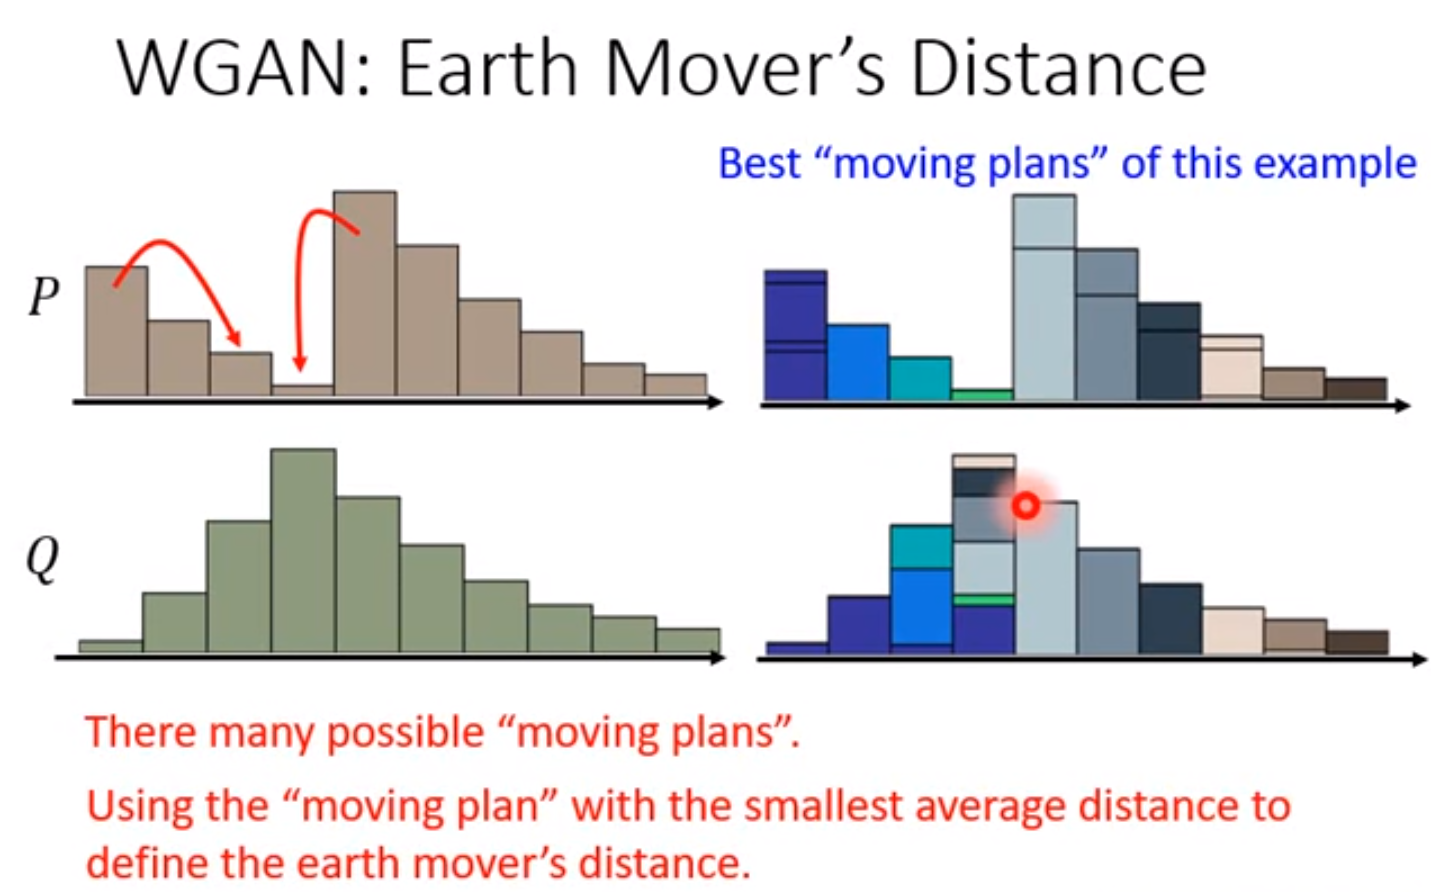 WGAN: Earth Mover’s Distance
Best “moving plans” of this example
P
Q
There many possible “moving plans”.
Using the “moving plan” with the smallest average distance to
define the earth mover’s distance.